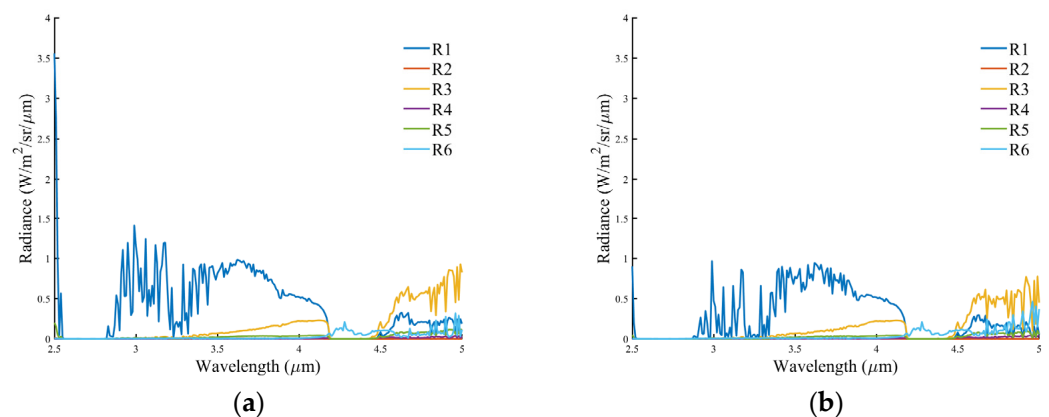 4
3.5
3
2.5
2
1.5
1
0.5
0
Radiance (W/m²/sr/μm)
R1
R2
R3
R4
R5
R6
2.5 3 3.5 4 4.5 5
Wavelength (μm)
(a)
4
3.5
3
2.5
2
1.5
1
0.5
0
Radiance (W/m²/sr/μm)
R1
R2
R3
R4
R5
R6
2.5 3 3.5 4 4.5 5
Wavelength (μm)
(b)